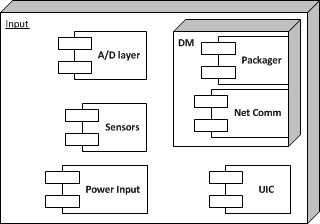 Input
A/D layer
DM
Packager
Sensors
Net Comm
Power Input
UIC